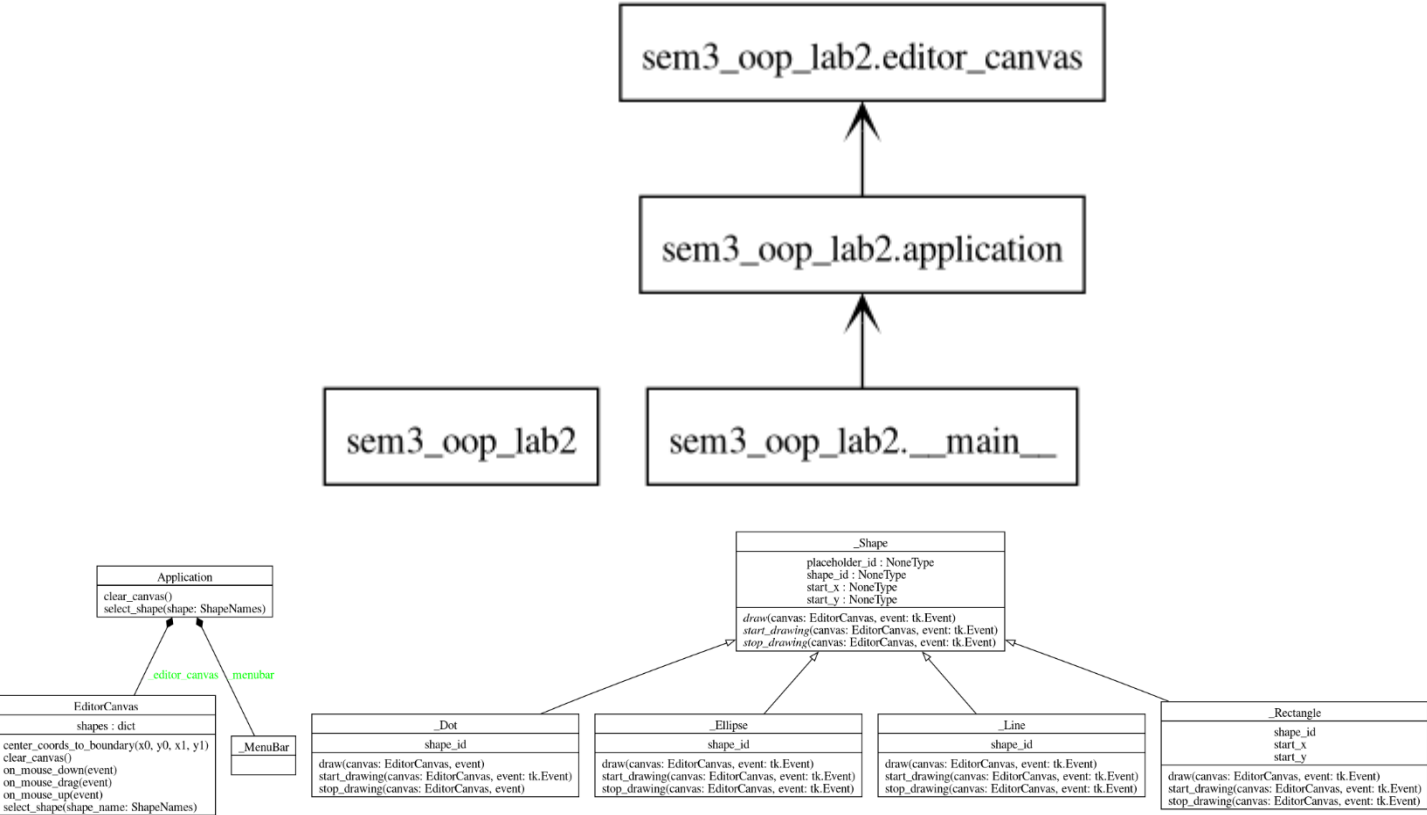 sem3_oop_lab2.editor_canvas
sem3_oop_lab2.application
sem3_oop_lab2
sem3_oop_lab2.__main__
Application
clear_canvas()
select_shape(shape: ShapeNames)
_editor_canvas
_menubar
EditorCanvas
shapes : dict
center_coords_to_boundary(x0, y0, x1, y1)
clear_canvas()
on_mouse_down(event)
on_mouse_drag(event)
on_mouse_up(event)
select_shape(shape_name: ShapeNames)
_MenuBar
_Shape
placeholder_id : NoneType
shape_id : NoneType
start_x : NoneType
start_y : NoneType
draw(canvas: EditorCanvas, event: tk.Event)
start_drawing(canvas: EditorCanvas, event: tk.Event)
stop_drawing(canvas: EditorCanvas, event: tk.Event)
_Dot
shape_id
draw(canvas: EditorCanvas, event)
start_drawing(canvas: EditorCanvas, event: tk.Event)
stop_drawing(canvas: EditorCanvas, event)
_Ellipse
shape_id
draw(canvas: EditorCanvas, event: tk.Event)
start_drawing(canvas: EditorCanvas, event: tk.Event)
stop_drawing(canvas: EditorCanvas, event: tk.Event)
_Line
shape_id
draw(canvas: EditorCanvas, event: tk.Event)
start_drawing(canvas: EditorCanvas, event: tk.Event)
stop_drawing(canvas: EditorCanvas, event: tk.Event)
_Rectangle
shape_id
start_x
start_y
draw(canvas: EditorCanvas, event: tk.Event)
start_drawing(canvas: EditorCanvas, event: tk.Event)
stop_drawing(canvas: EditorCanvas, event: tk.Event)